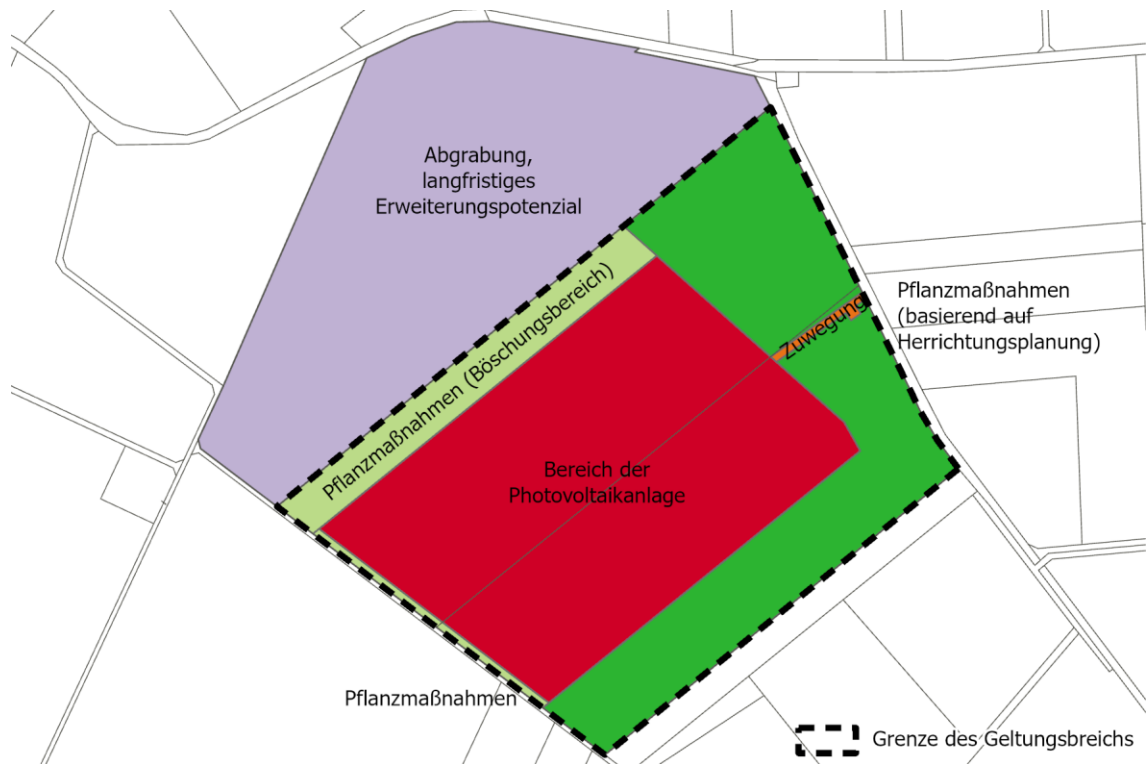 Abgrabung,
langfristiges
Erweiterungspotenzial
Pflanzmaßnahmen (Böschungsbereich)
Zuwegung
Pflanzmaßnahmen
(basierend auf
Herrichtungsplanung)
Bereich der
Photovoltaikanlage
Pflanzmaßnahmen
Grenze des Geltungsbreichs